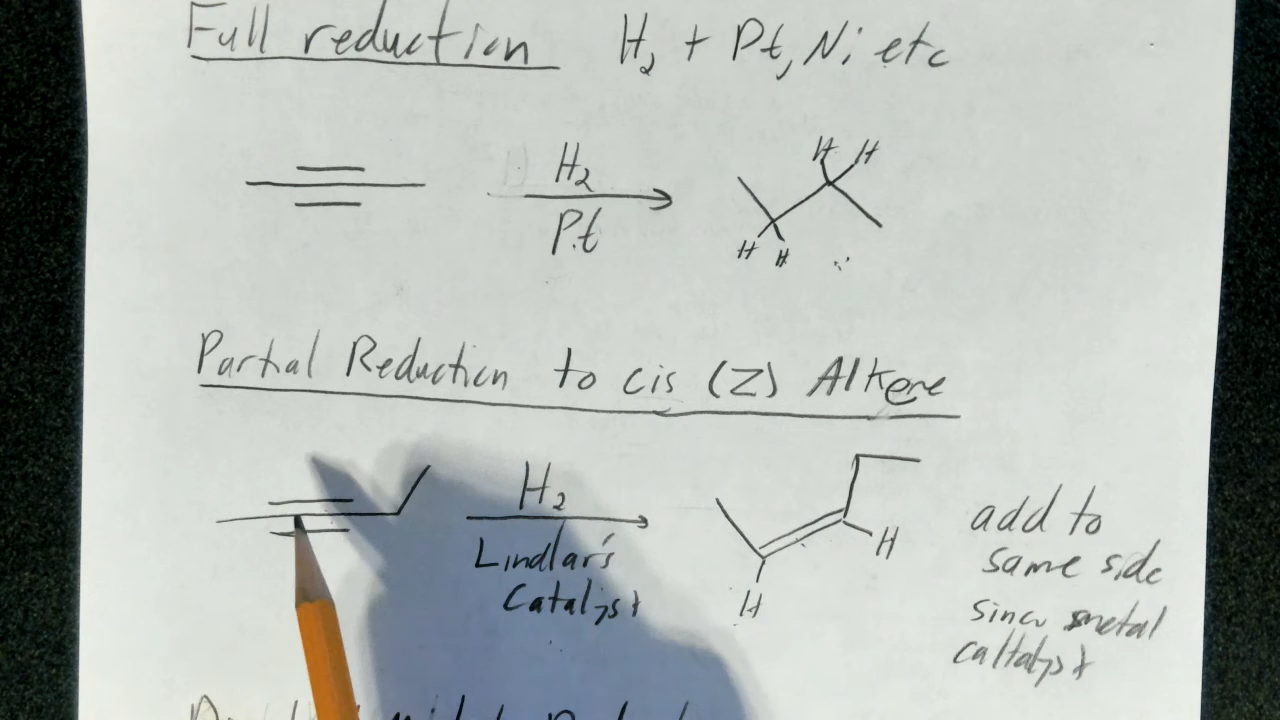 Full reduction H2 + Pt, Ni etc
H2
Pt
H H
H H
Partial Reduction to cis (Z) Alkene
H2
Lindlar's
Catalyst
H
H
add to
same side
since metal
caltalyst